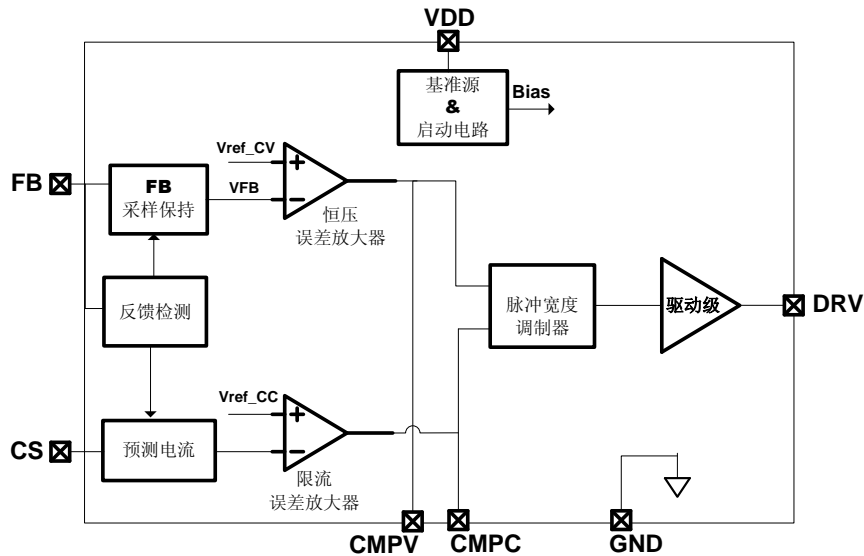 VDD
基准源
&
启动电路
Bias
Vref_CV
FB
FB
采样保持
VFB
恒压
误差放大器
反馈检测
脉冲宽度
调制器
驱动级
DRV
Vref_CC
CS
预测电流
限流
误差放大器
CMPV
CMPC
GND